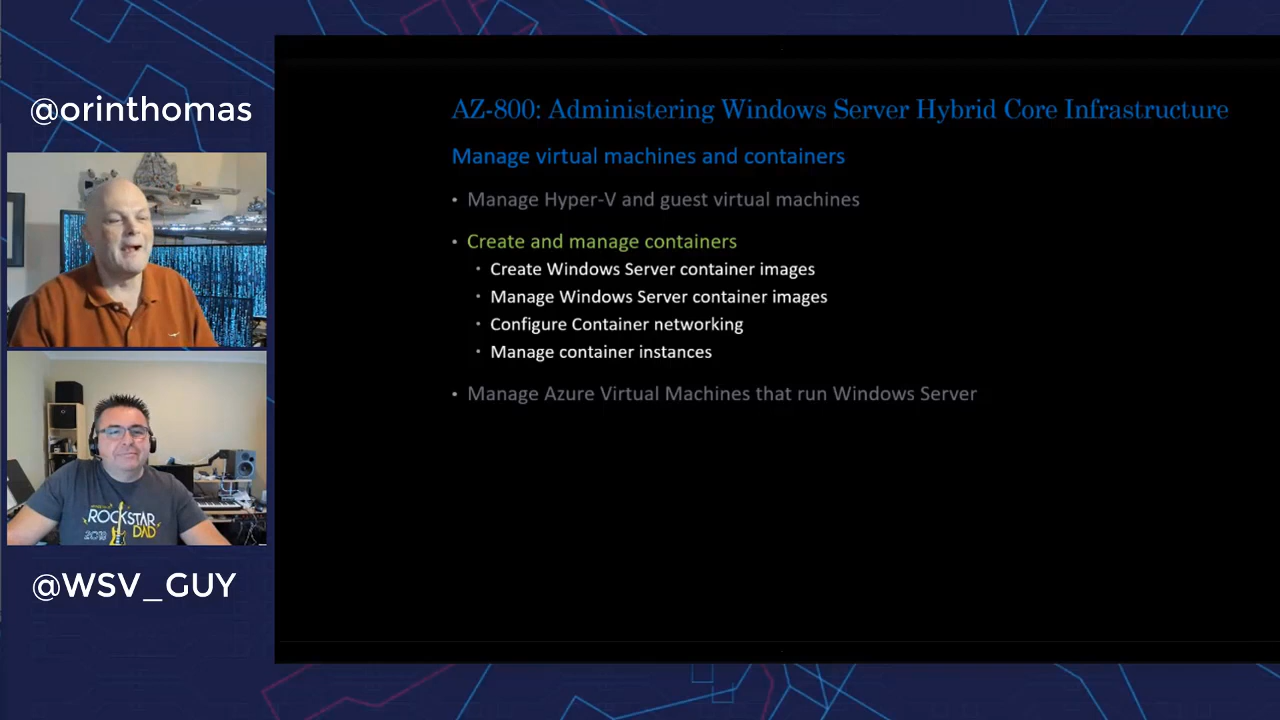 @orinthomas
AZ-800: Administering Windows Server Hybrid Core Infrastructure
Manage virtual machines and containers
• Manage Hyper-V and guest virtual machines
• Create and manage containers
• Create Windows Server container images
• Manage Windows Server container images
• Configure Container networking
• Manage container instances
• Manage Azure Virtual Machines that run Windows Server
ROCKSTAR
DAD
@WSV_GUY